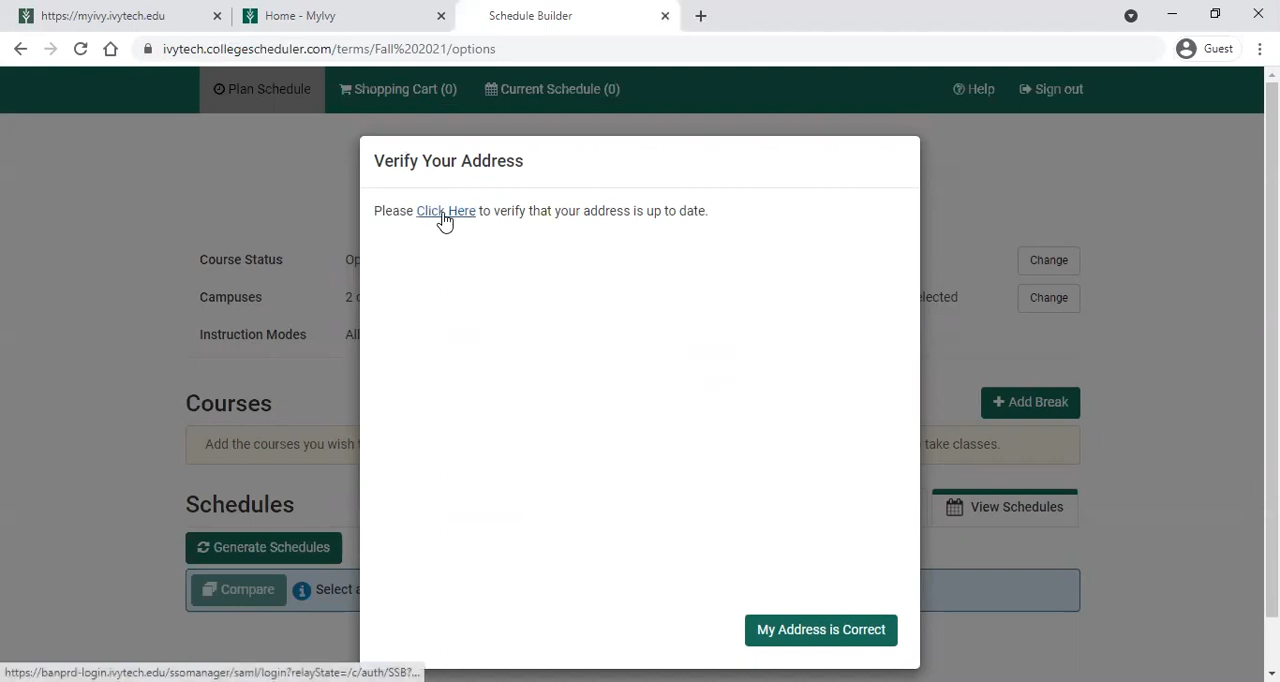 https://myivy.ivytech.edu
Home - MyIvy
Schedule Builder
ivytech.collegescheduler.com/terms/Fall%202021/options
Guest
Plan Schedule
Shopping Cart (0)
Current Schedule (0)
Help
Sign out
Verify Your Address
Please Click Here to verify that your address is up to date.
Course Status
Op
Change
Campuses
2
lected
Change
Instruction Modes
All
Courses
+ Add Break
Add the courses you wish
take classes.
Schedules
View Schedules
Generate Schedules
Compare
Select a
My Address is Correct
https://banprd-login.ivytech.edu/ssomanager/saml/login?relayState=/c/auth/SSB?...